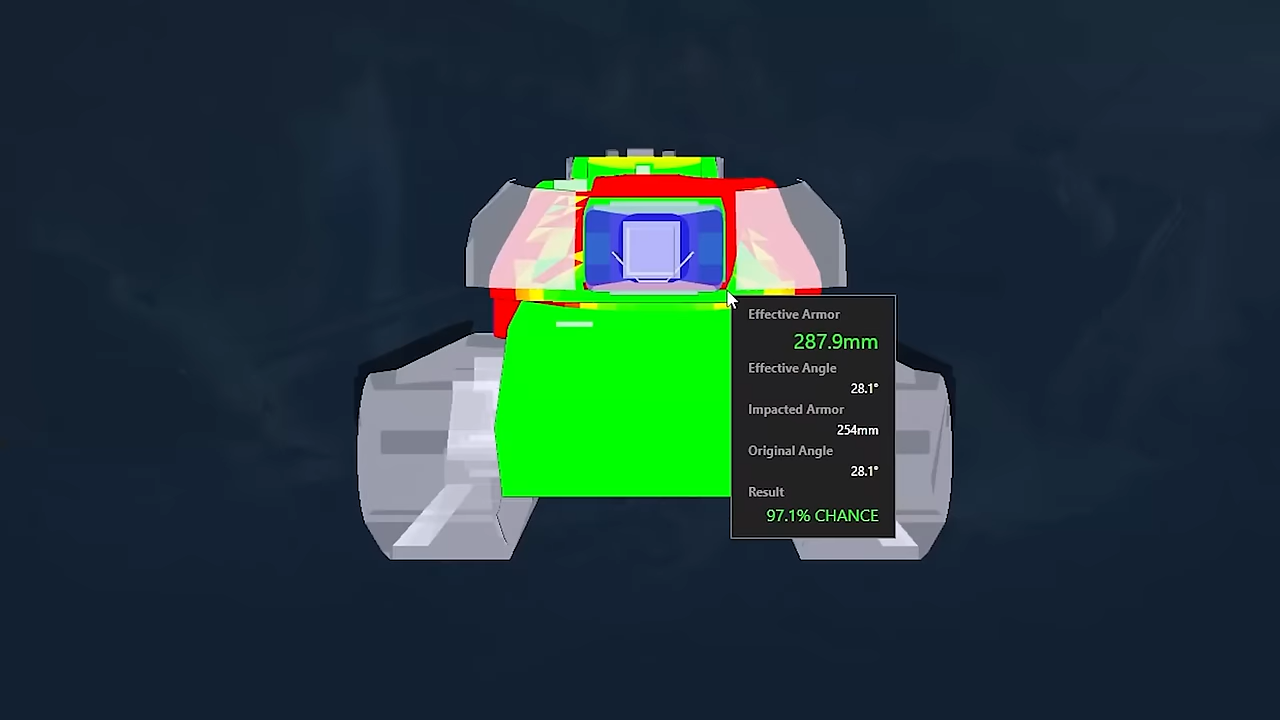 Effective Armor
287.9mm
Effective Angle
28.1°
Impacted Armor
254mm
Original Angle
28.1°
Result
97.1% CHANCE